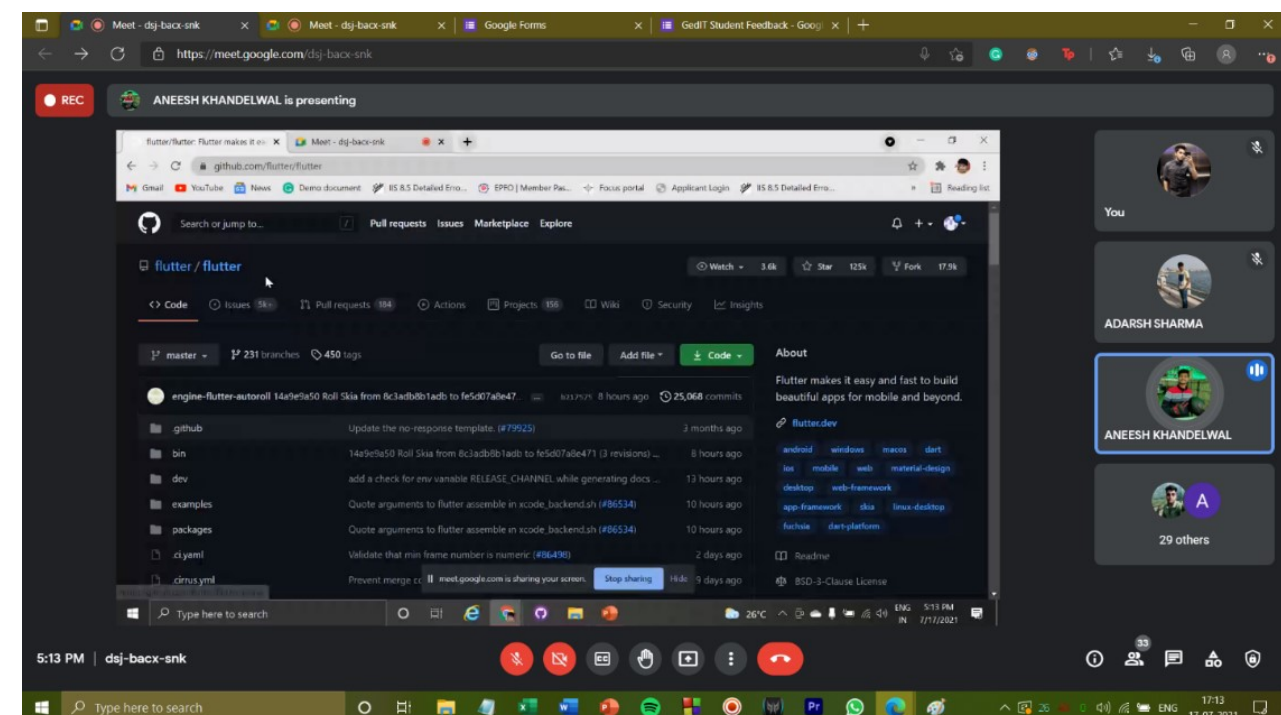 Meet - dsj-bacx-snk
Meet - dsj-bacx-snk
Google Forms
GedIT Student Feedback - Goog
https://meet.google.com/dsj-bacx-snk
REC
ANEESH KHANDELWAL is presenting
flutter/flutter: Flutter makes it ea
Meet - dsj-bacx-snk
github.com/flutter/flutter
Gmail YouTube News Demo document IIS 8.5 Detailed Erro... EPFO | Member Pas... Focus portal Applicant Login IIS 8.5 Detailed Erro... » Reading list
Search or jump to... / Pull requests Issues Marketplace Explore
flutter / flutter
Watch 3.6k Star 125k Fork 17.9k
Code Issues 5k+ Pull requests 184 Actions Projects 156 Wiki Security Insights
master 231 branches 450 tags Go to file Add file Code
engine-flutter-autoroll 14a9e9a50 Roll Skia from 8c3adb8b1adb to fe5d07a8e47... 8 hours ago 25,068 commits
.github Update the no-response template. (#79925) 3 months ago
bin 14a9e9a50 Roll Skia from 8c3adb8b1adb to fe5d07a8e471 (3 revisions) ... 8 hours ago
dev add a check for env variable RELEASE_CHANNEL while generating docs ... 13 hours ago
examples Quote arguments to flutter assemble in xcode_backend.sh (#86534) 10 hours ago
packages Quote arguments to flutter assemble in xcode_backend.sh (#86534) 10 hours ago
.ci.yaml Validate that min frame number is numeric (#86498) 2 days ago
.cirrus.yml Prevent merge 9 days ago
meet.google.com is sharing your screen. Stop sharing Hide
About
Flutter makes it easy and fast to build
beautiful apps for mobile and beyond.
flutter.dev
android windows macos dart
ios mobile web material-design
desktop web-framework
app-framework skia linux-desktop
fuchsia dart-platform
Readme
BSD-3-Clause License
Type here to search
26°C
ENG 5:13 PM
IN 7/17/2021
You
ADARSH SHARMA
ANEESH KHANDELWAL
A
29 others
5:13 PM | dsj-bacx-snk
33
Type here to search
26
ENG
17:13
17-07-2021